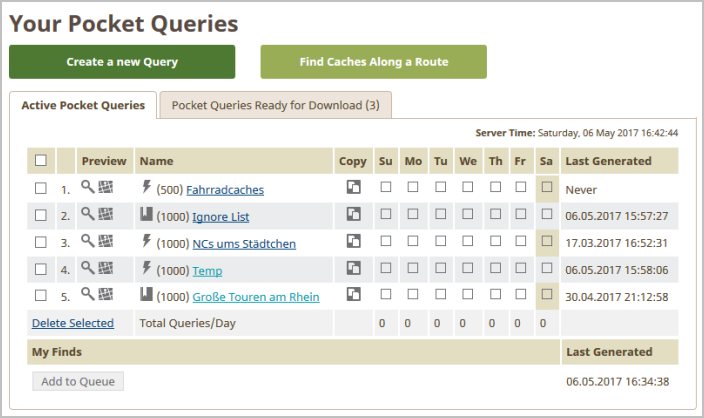 Your Pocket Queries
Create a new Query Find Caches Along a Route
Active Pocket Queries Pocket Queries Ready for Download (3)
Server Time: Saturday, 06 May 2017 16:42:44
Preview Name Copy Su Mo Tu We Th Fr Sa Last Generated
1. (500) Fahrradcaches Never
2. (1000) Ignore List 06.05.2017 15:57:27
3. (1000) NCs ums Städtchen 17.03.2017 16:52:31
4. (1000) Temp 06.05.2017 15:58:06
5. (1000) Große Touren am Rhein 30.04.2017 21:12:58
Delete Selected Total Queries/Day 0 0 0 0 0 0 0
My Finds Last Generated
Add to Queue 06.05.2017 16:34:38